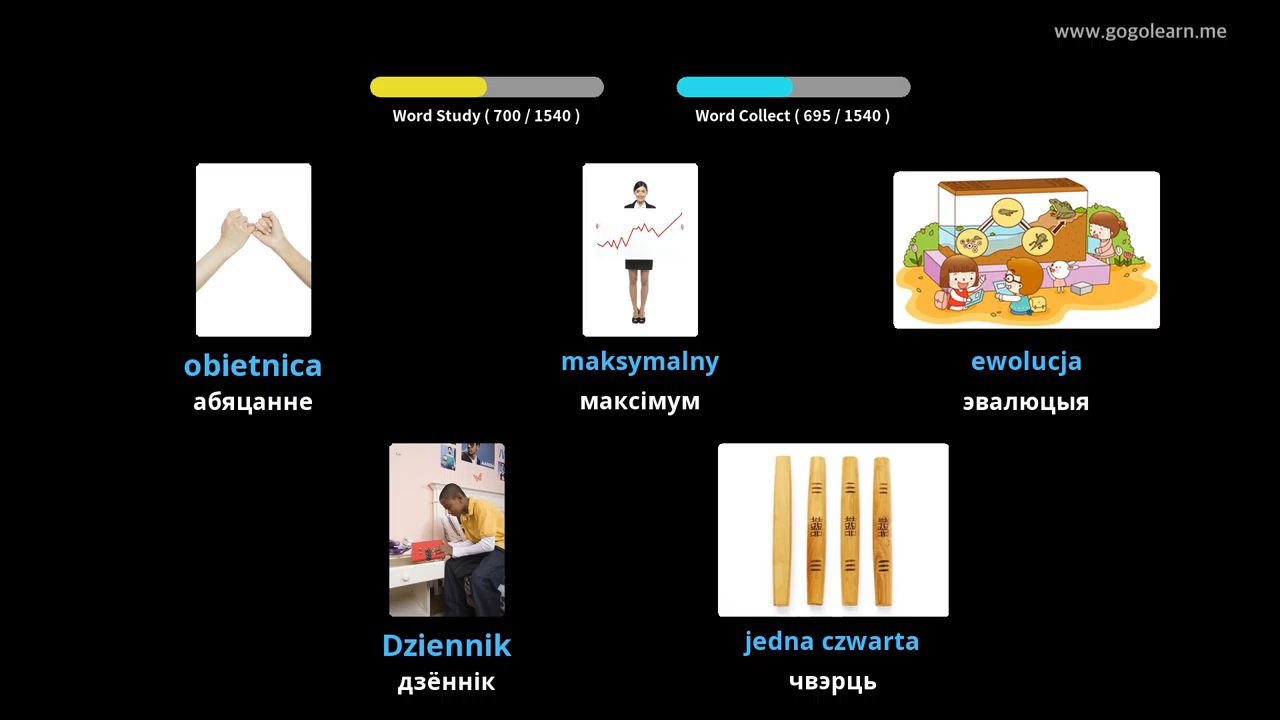 www.gogolearn.me
Word Study ( 700 / 1540 )
Word Collect ( 695 / 1540 )
obietnica
абяцанне
maksymalny
максімум
ewolucja
эвалюцыя
Dziennik
дзённік
jedna czwarta
чвэрць